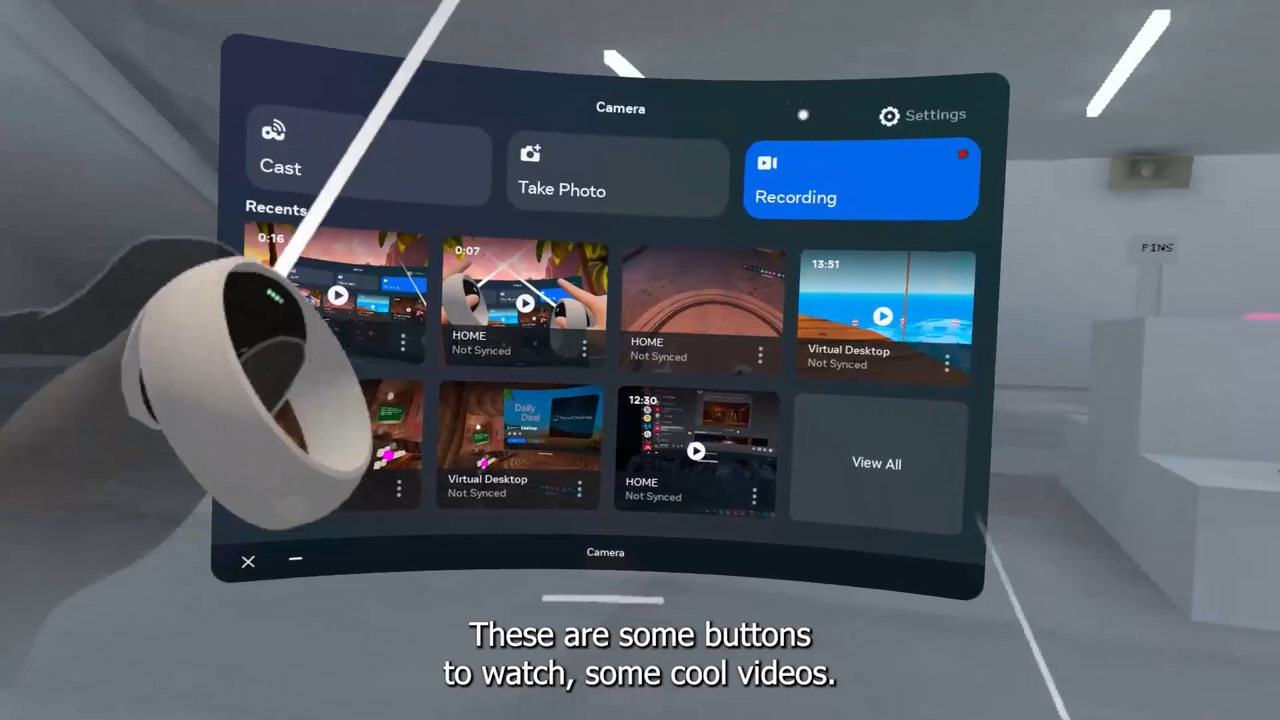 Camera
Settings
Cast
Take Photo
Recording
Recents
0:16
0:07
HOME
Not Synced
HOME
Not Synced
13:51
Virtual Desktop
Not Synced
Daily
Deal
Virtual Desktop
Not Synced
12:30
HOME
Not Synced
View All
Camera
PINS
These are some buttons
to watch, some cool videos.